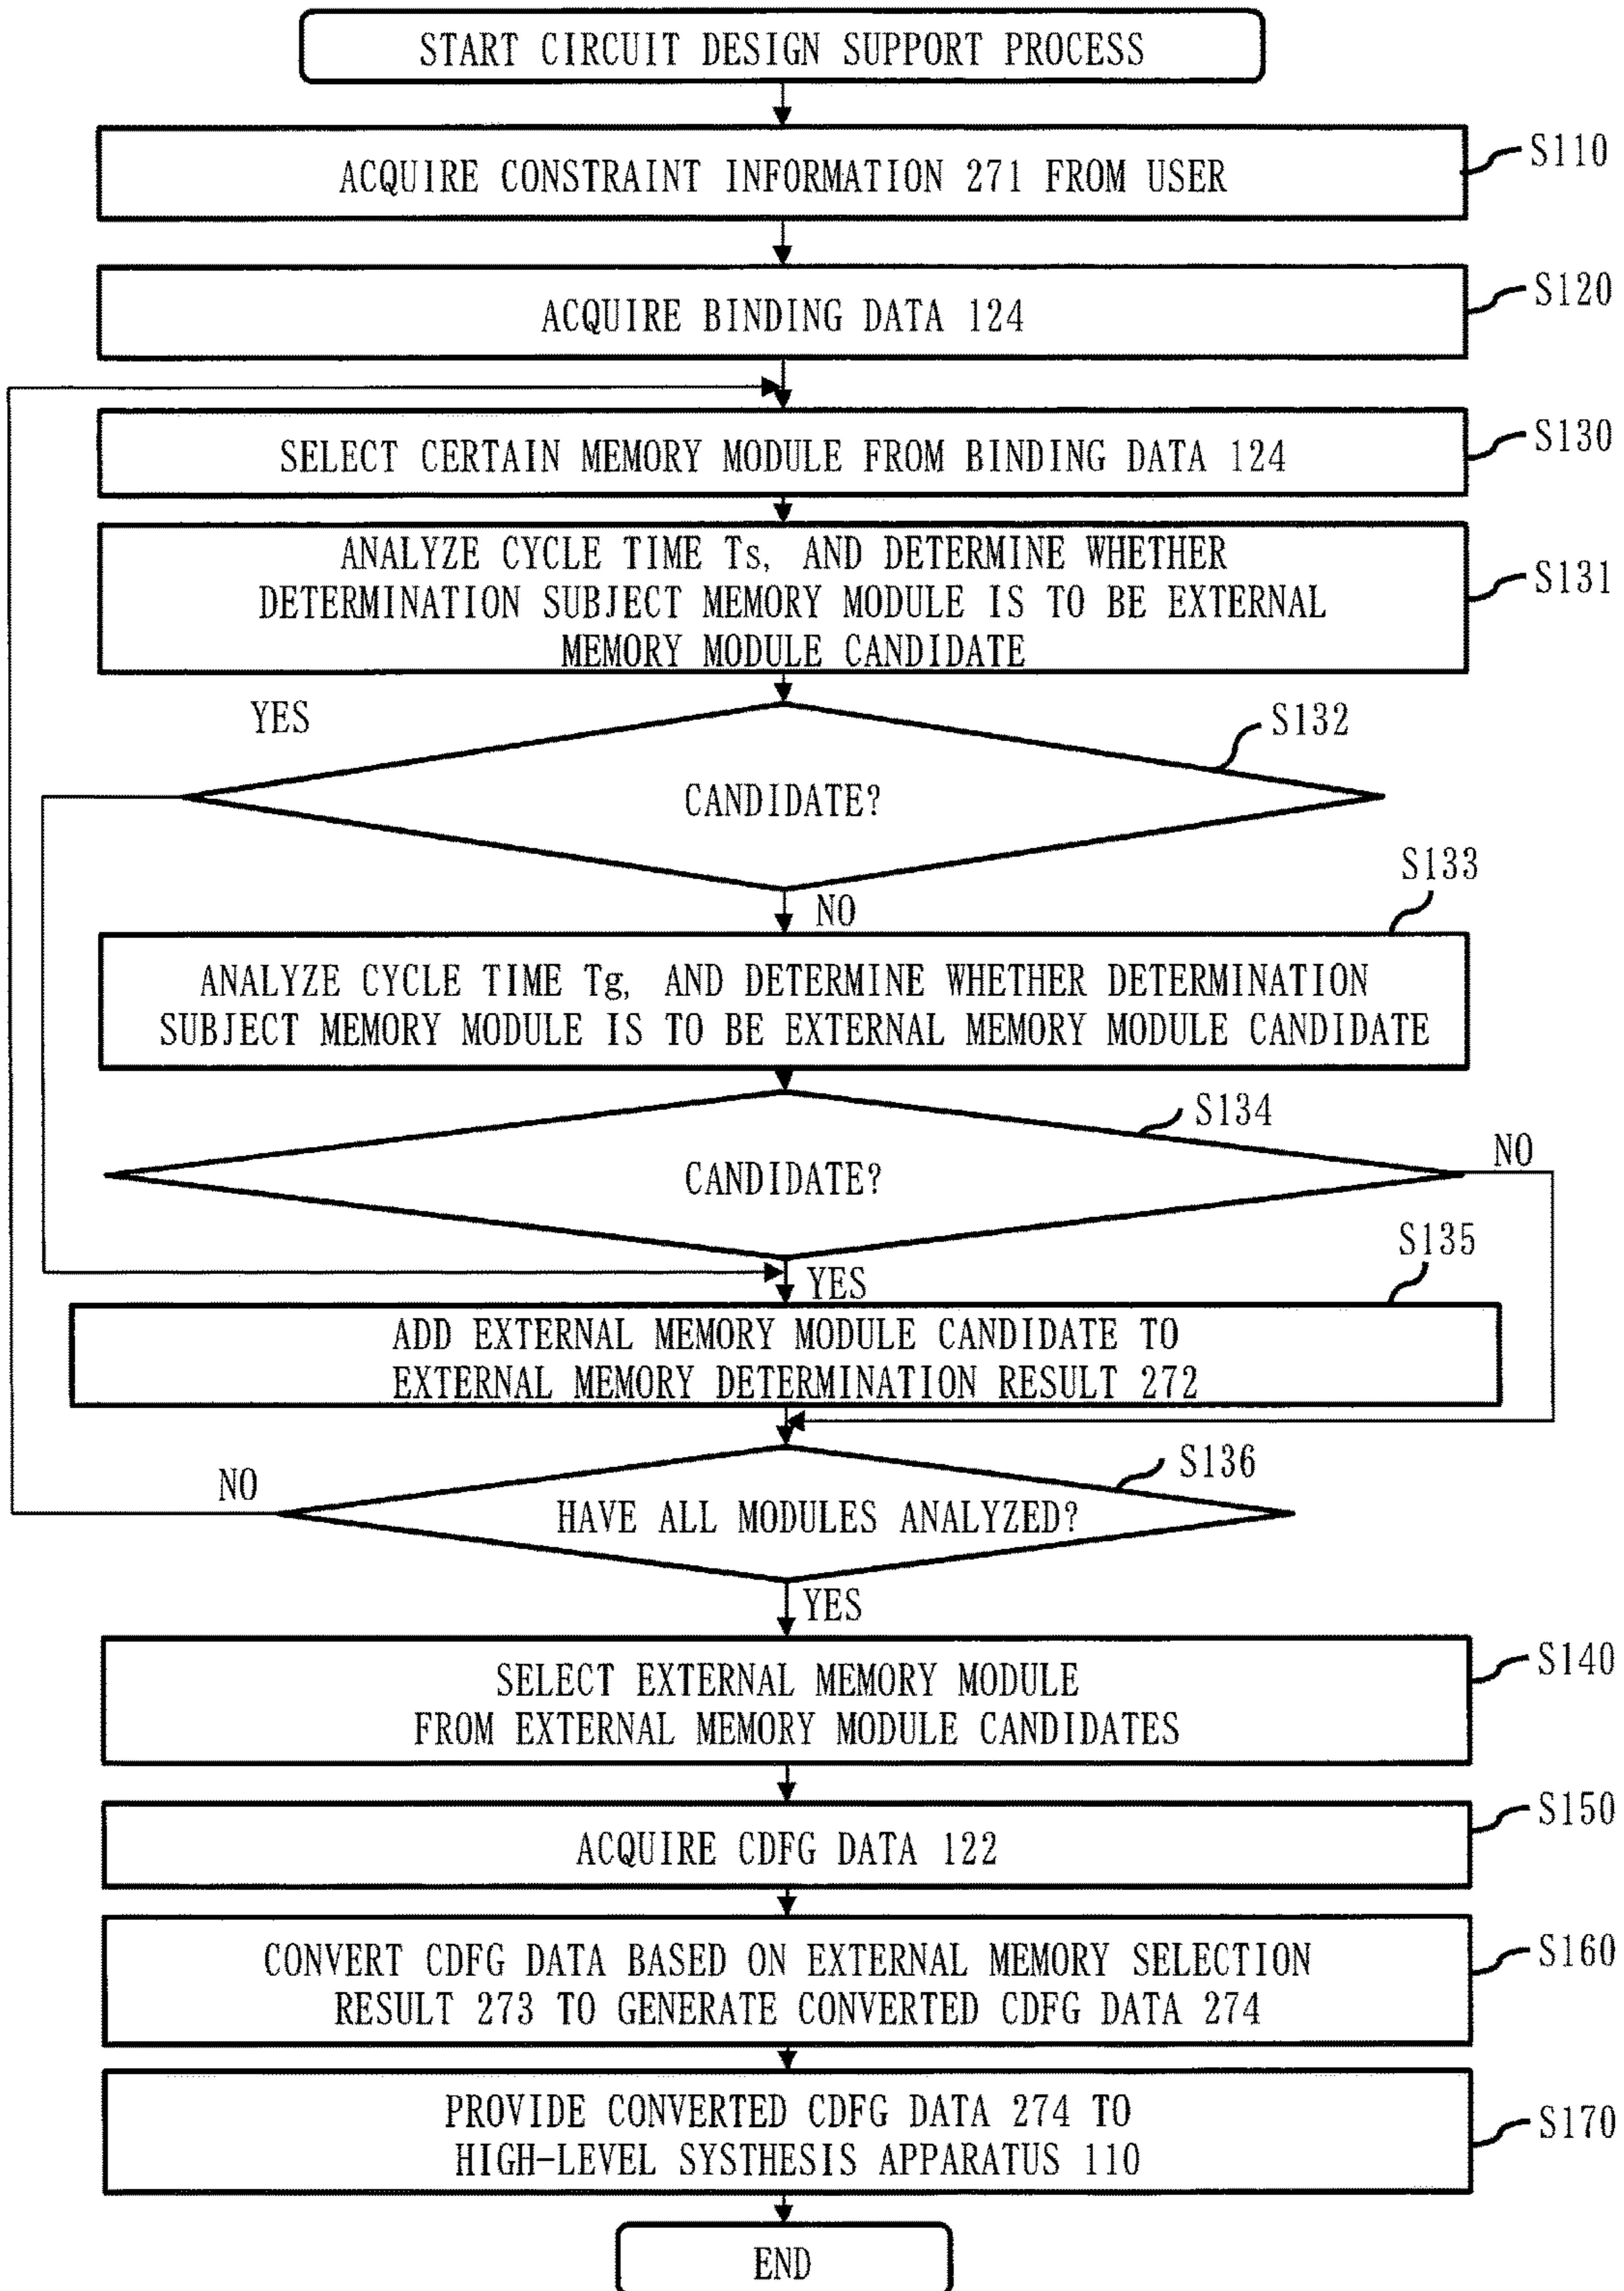 START CIRCUIT DESIGN SUPPORT PROCESS
ACQUIRE CONSTRAINT INFORMATION 271 FROM USER
S110
ACQUIRE BINDING DATA 124
S120
SELECT CERTAIN MEMORY MODULE FROM BINDING DATA 124
S130
ANALYZE CYCLE TIME Ts, AND DETERMINE WHETHER
DETERMINATION SUBJECT MEMORY MODULE IS TO BE EXTERNAL
MEMORY MODULE CANDIDATE
S131
YES
S132
CANDIDATE?
NO
S133
ANALYZE CYCLE TIME Tg, AND DETERMINE WHETHER DETERMINATION
SUBJECT MEMORY MODULE IS TO BE EXTERNAL MEMORY MODULE CANDIDATE
S134
CANDIDATE?
NO
YES
S135
ADD EXTERNAL MEMORY MODULE CANDIDATE TO
EXTERNAL MEMORY DETERMINATION RESULT 272
S136
NO
HAVE ALL MODULES ANALYZED?
YES
SELECT EXTERNAL MEMORY MODULE
FROM EXTERNAL MEMORY MODULE CANDIDATES
S140
ACQUIRE CDFG DATA 122
S150
CONVERT CDFG DATA BASED ON EXTERNAL MEMORY SELECTION
RESULT 273 TO GENERATE CONVERTED CDFG DATA 274
S160
PROVIDE CONVERTED CDFG DATA 274 TO
HIGH-LEVEL SYSTHESIS APPARATUS 110
S170
END